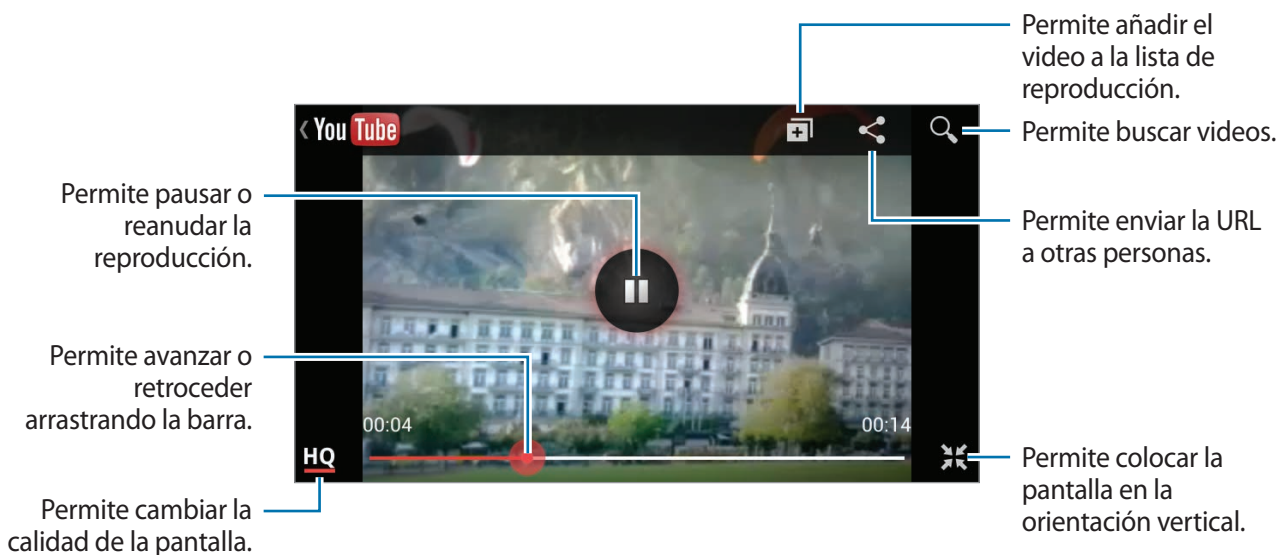 Permite añadir el
video a la lista de
reproducción.
You Tube
Permite buscar videos.
Permite pausar o
reanudar la
reproducción.
Permite enviar la URL
a otras personas.
Permite avanzar o
retroceder
arrastrando la barra.
00:04
00:14
HQ
Permite colocar la
pantalla en la
orientación vertical.
Permite cambiar la
calidad de la pantalla.